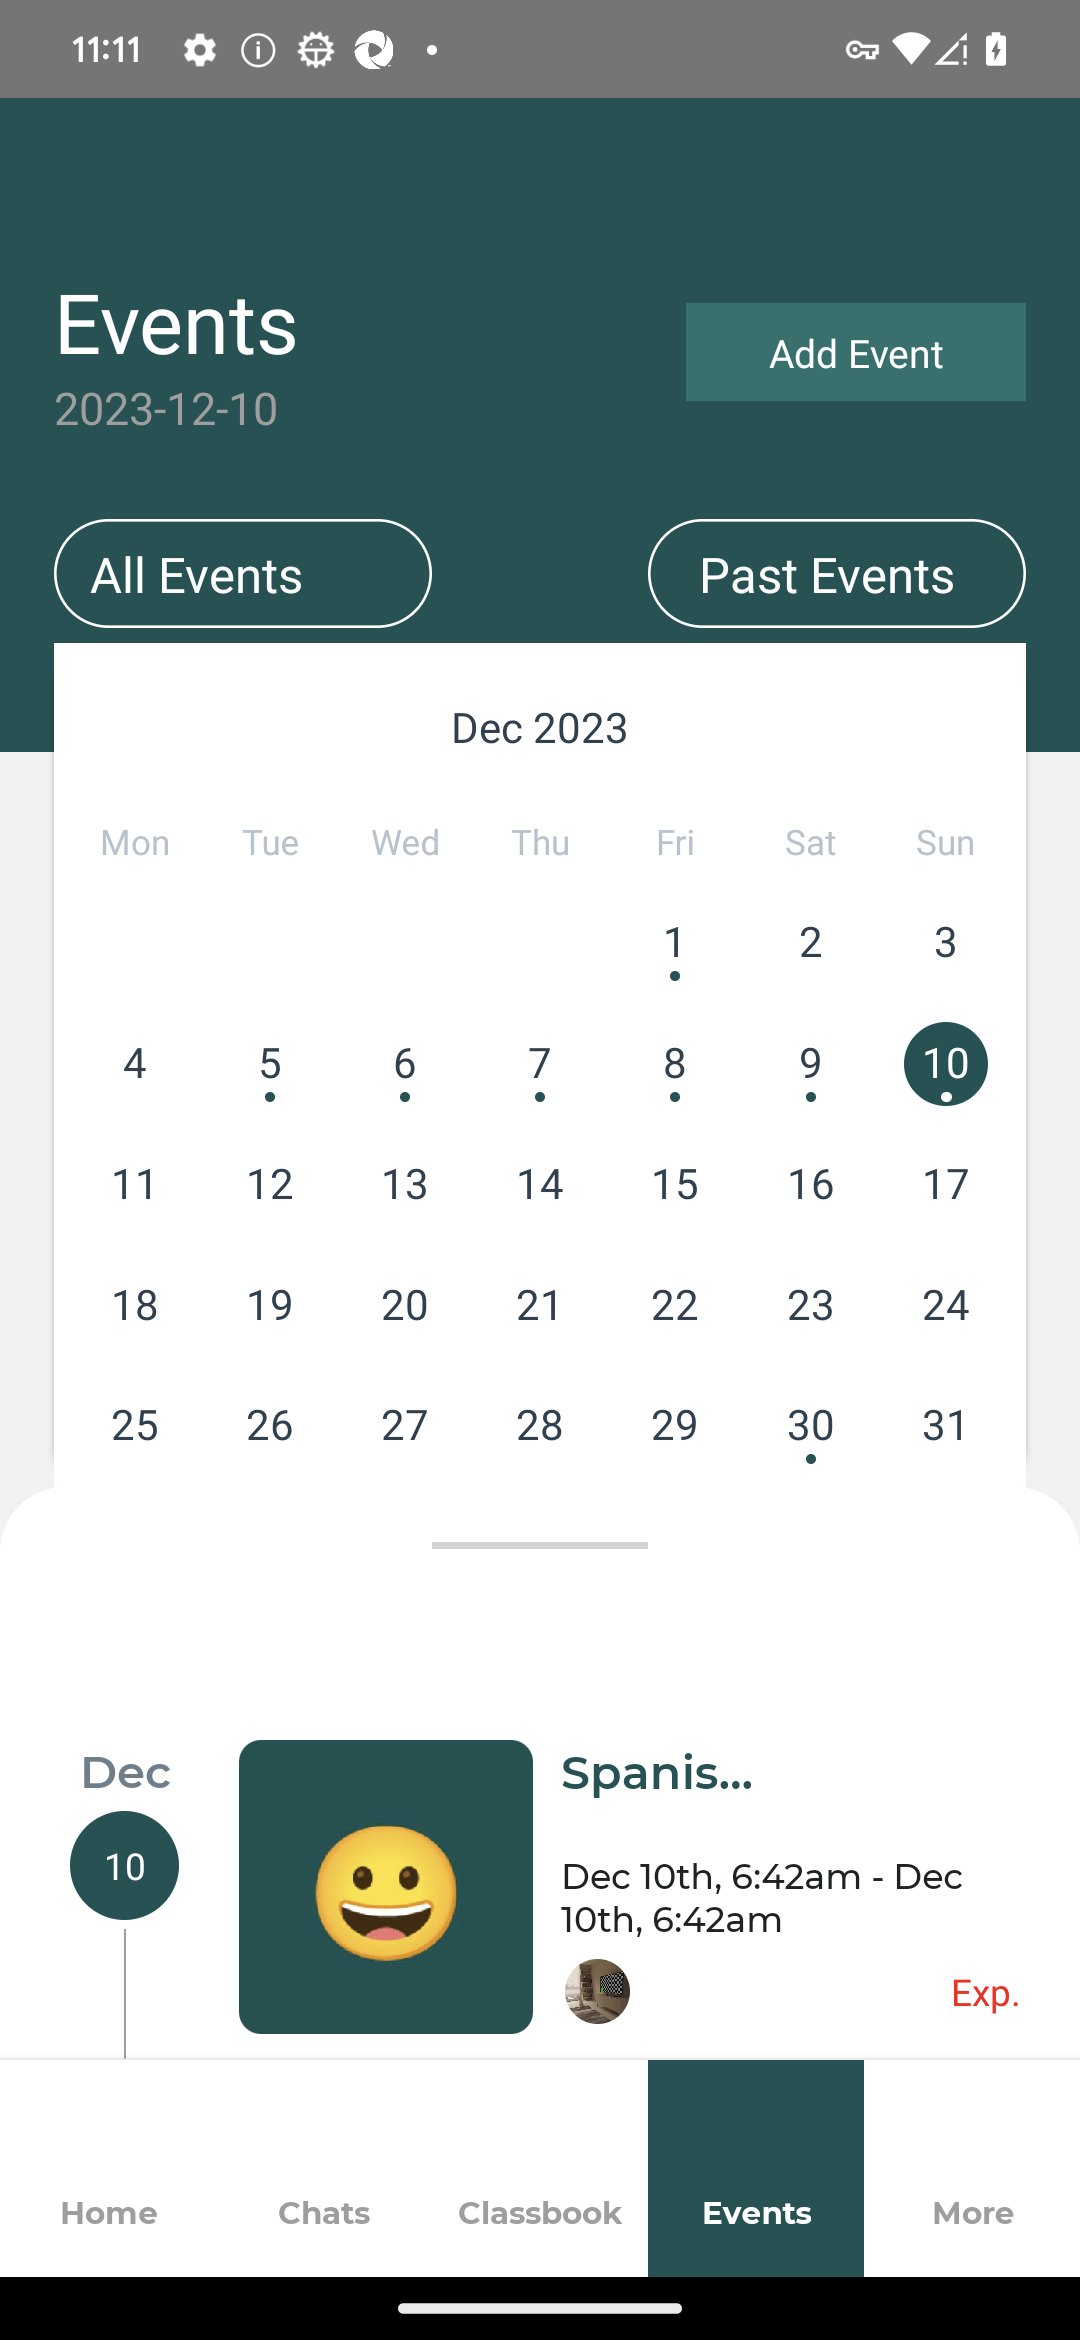 11:11
Events
Add Event
2023-12-10
All Events
Past Events
Dec 2023
Mon Tue Wed Thu Fri Sat Sun
1 2 3
4 5 6 7 8 9 10
11 12 13 14 15 16 17
18 19 20 21 22 23 24
25 26 27 28 29 30 31
Dec
10
Spanis...
Dec 10th, 6:42am - Dec
10th, 6:42am
Exp.
Home Chats Classbook Events More